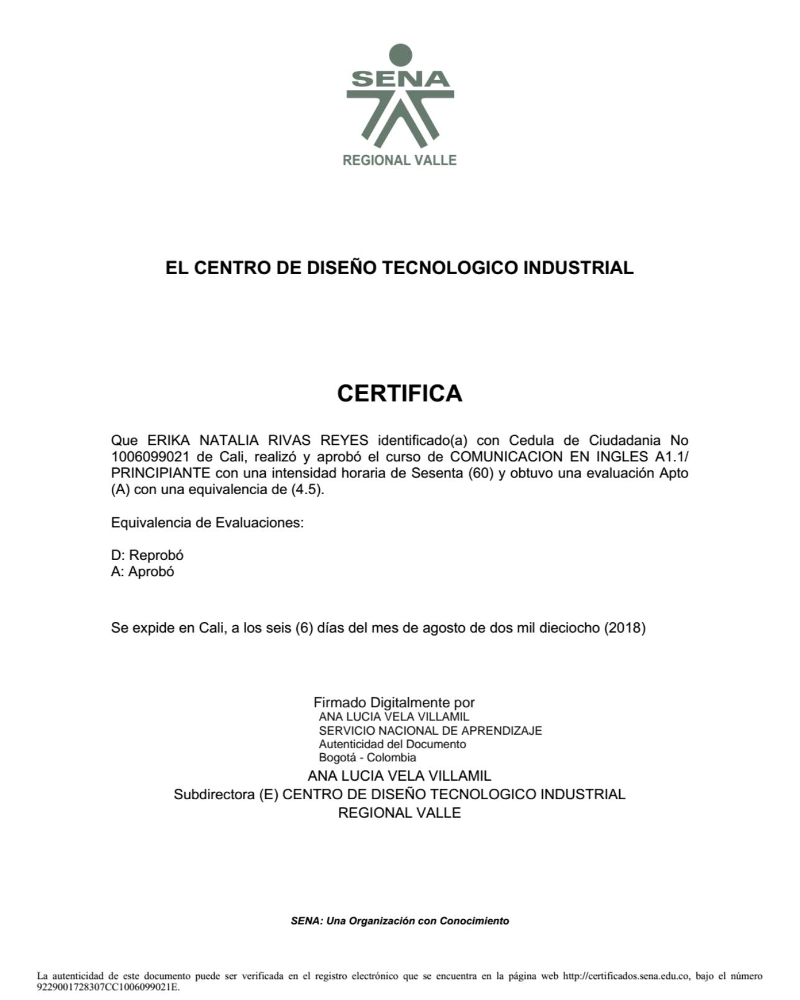 SENA
REGIONAL VALLE
EL CENTRO DE DISEÑO TECNOLOGICO INDUSTRIAL
CERTIFICA
Que ERIKA NATALIA RIVAS REYES identificado(a) con Cedula de Ciudadania No
1006099021 de Cali, realizó y aprobó el curso de COMUNICACION EN INGLES A1.1/
PRINCIPIANTE con una intensidad horaria de Sesenta (60) y obtuvo una evaluación Apto
(A) con una equivalencia de (4.5).
Equivalencia de Evaluaciones:
D: Reprobó
A: Aprobó
Se expide en Cali, a los seis (6) días del mes de agosto de dos mil dieciocho (2018)
Firmado Digitalmente por
ANA LUCIA VELA VILLAMIL
SERVICIO NACIONAL DE APRENDIZAJE
Autenticidad del Documento
Bogotá - Colombia
ANA LUCIA VELA VILLAMIL
Subdirectora (E) CENTRO DE DISEÑO TECNOLOGICO INDUSTRIAL
REGIONAL VALLE
SENA: Una Organización con Conocimiento
La autenticidad de este documento puede ser verificada en el registro electrónico que se encuentra en la página web http://certificados.sena.edu.co, bajo el número
9229001728307CC1006099021E.